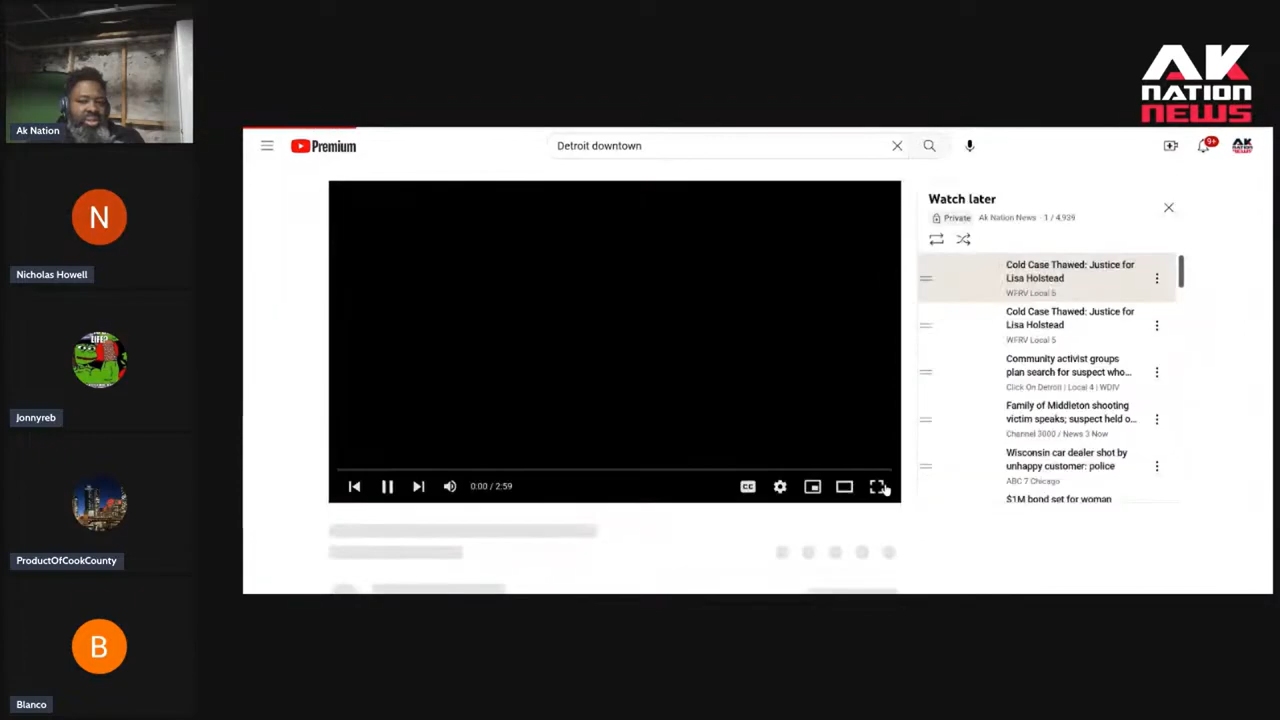 Ak Nation
N
Nicholas Howell
LIFE?
Jonnyreb
ProductOfCookCounty
B
Blanco
AK
NATION
NEWS
Premium
Detroit downtown
9+
Watch later
Private
Ak Nation News - 1 / 4,939
Cold Case Thawed: Justice for
Lisa Holstead
WFRV Local 5
Cold Case Thawed: Justice for
Lisa Holstead
WFRV Local 5
Community activist groups
plan search for suspect who...
Click On Detroit | Local 4 | WDIV
Family of Middleton shooting
victim speaks; suspect held o...
Channel 3000 / News 3 Now
Wisconsin car dealer shot by
unhappy customer: police
ABC 7 Chicago
$1M bond set for woman
0:00 / 2:59
CC